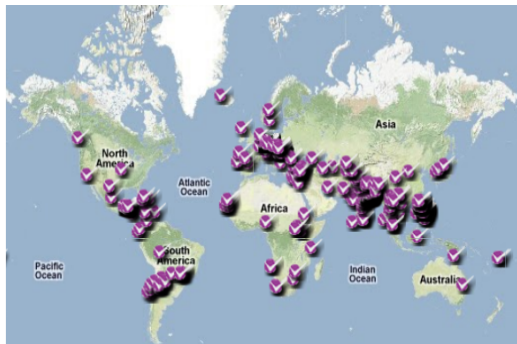 Asia
North
America
Atlantic
Ocean
Africa
South
America
Pacific
Ocean
Indian
Ocean
Australia